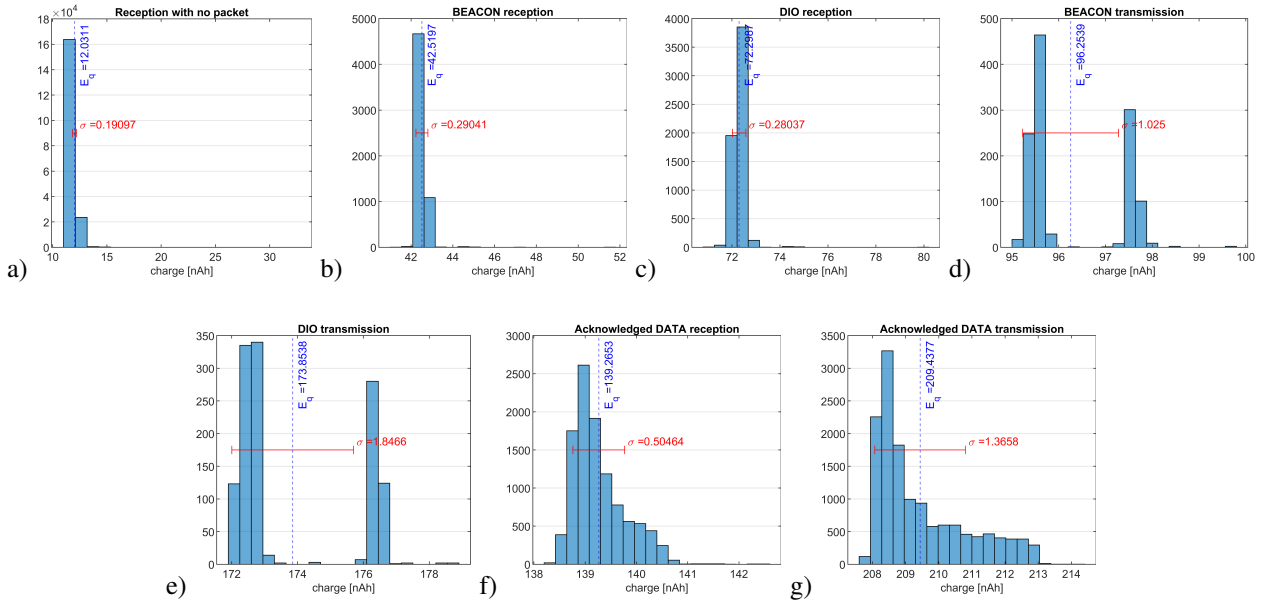 Reception with no packet
×10⁴
18
16
14
12
10
8
6
4
2
0
10 15 20 25 30
charge [nAh]
E_q =12.0311
σ =0.19097
a)
BEACON reception
5000
4000
3000
2000
1000
0
42 44 46 48 50 52
charge [nAh]
E_q =42.5197
σ =0.29041
b)
DIO reception
4000
3500
3000
2500
2000
1500
1000
500
0
72 74 76 78 80
charge [nAh]
E_q =72.2987
σ =0.28037
c)
BEACON transmission
500
400
300
200
100
0
95 96 97 98 99 100
charge [nAh]
E_q =96.2539
σ =1.025
d)
DIO transmission
350
300
250
200
150
100
50
0
172 174 176 178
charge [nAh]
E_q =173.8538
σ =1.8466
e)
Acknowledged DATA reception
3000
2500
2000
1500
1000
500
0
138 139 140 141 142
charge [nAh]
E_q =139.2653
σ =0.50464
f)
Acknowledged DATA transmission
3500
3000
2500
2000
1500
1000
500
0
208 209 210 211 212 213 214
charge [nAh]
E_q =209.4377
σ =1.3658
g)